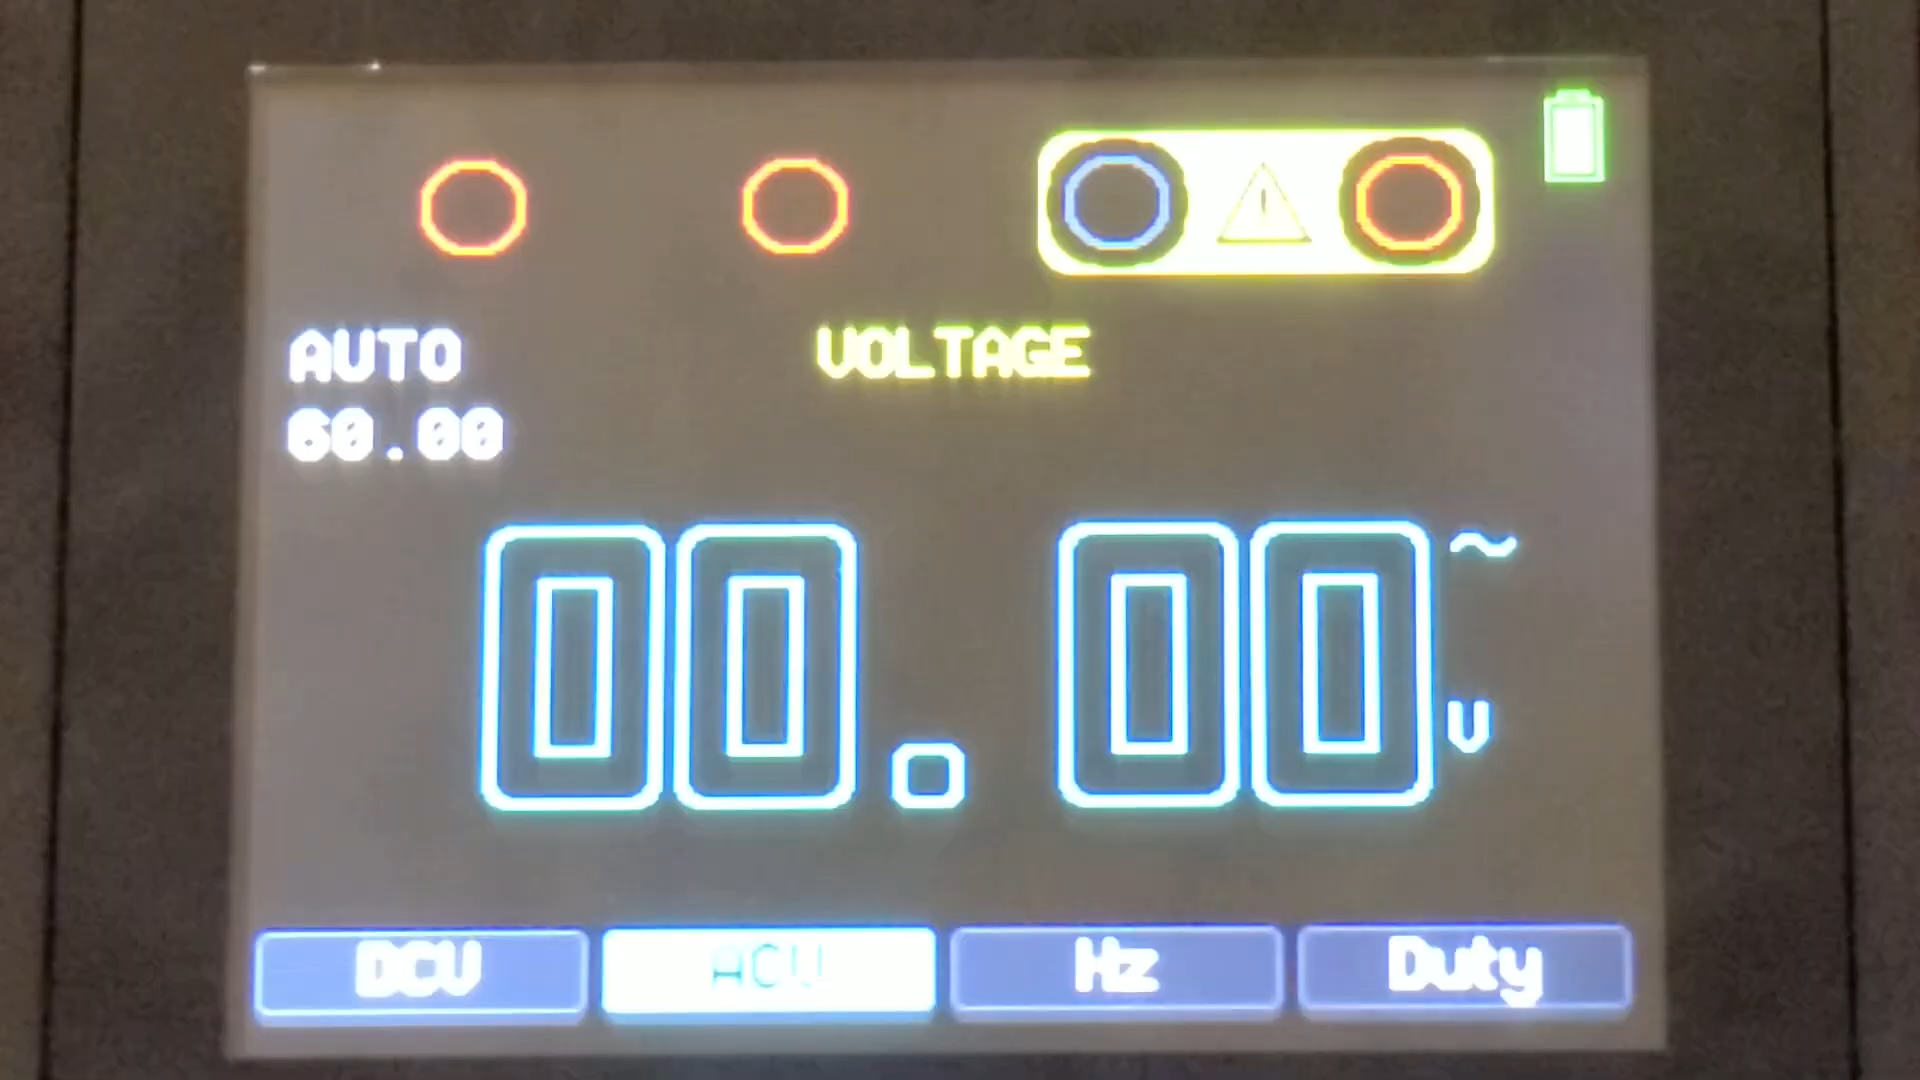 AUTO
VOLTAGE
60.00
00.00
~
V
DCV
ACV
Hz
Duty